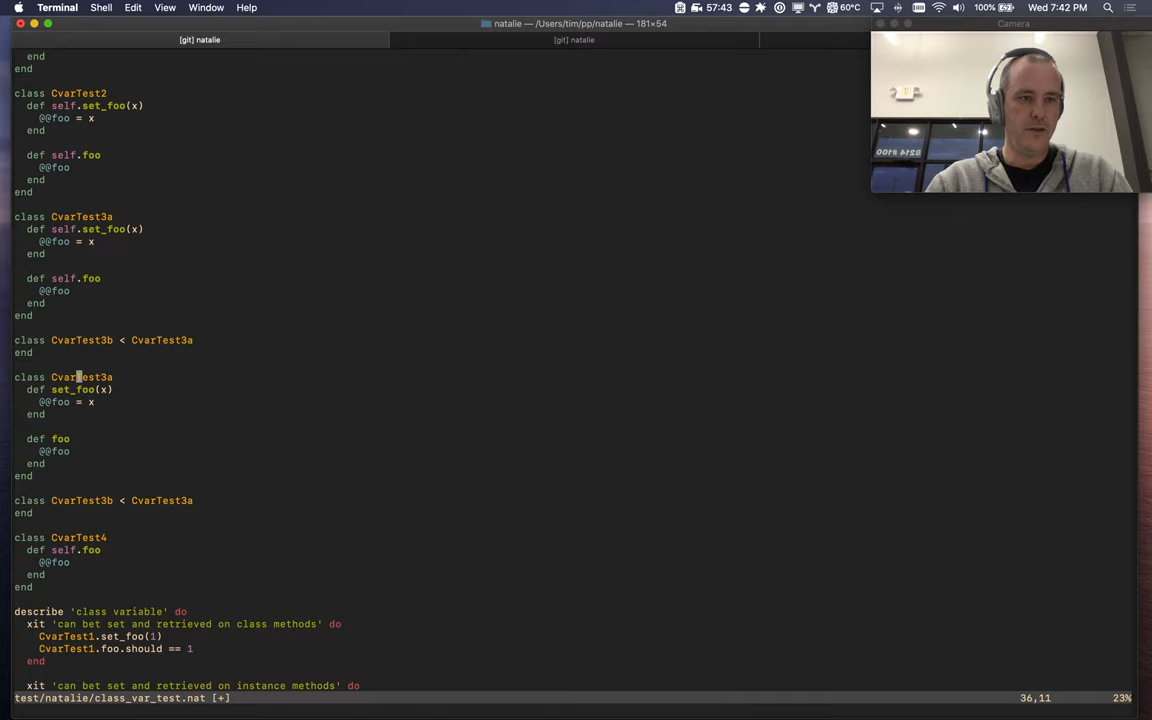 Terminal Shell Edit View Window Help 57:43 60°C 100% Wed 7:42 PM
natalie — /Users/tim/pp/natalie — 181×54
Camera
[git] natalie [git] natalie
end
end
class CvarTest2
def self.set_foo(x)
@@foo = x
end
def self.foo
@@foo
end
end
class CvarTest3a
def self.set_foo(x)
@@foo = x
end
def self.foo
@@foo
end
end
class CvarTest3b < CvarTest3a
end
class CvarTest3a
def set_foo(x)
@@foo = x
end
def foo
@@foo
end
end
class CvarTest3b < CvarTest3a
end
class CvarTest4
def self.foo
@@foo
end
end
describe 'class variable' do
xit 'can bet set and retrieved on class methods' do
CvarTest1.set_foo(1)
CvarTest1.foo.should == 1
end
xit 'can bet set and retrieved on instance methods' do
test/natalie/class_var_test.nat [+] 36,11 23%